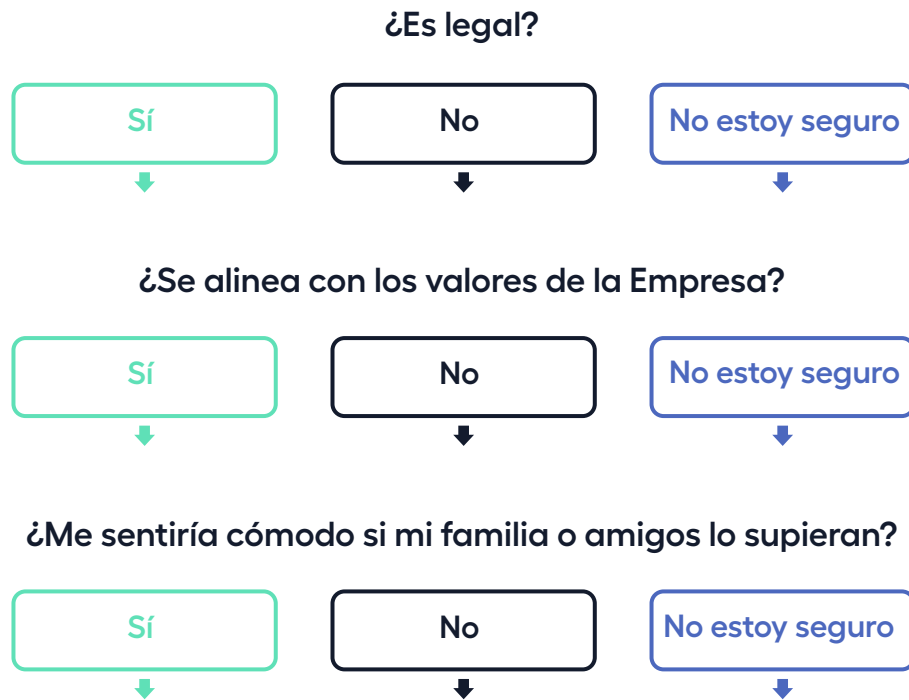 ¿Es legal?
Sí
No
No estoy seguro
¿Se alinea con los valores de la Empresa?
Sí
No
No estoy seguro
¿Me sentiría cómodo si mi familia o amigos lo supieran?
Sí
No
No estoy seguro